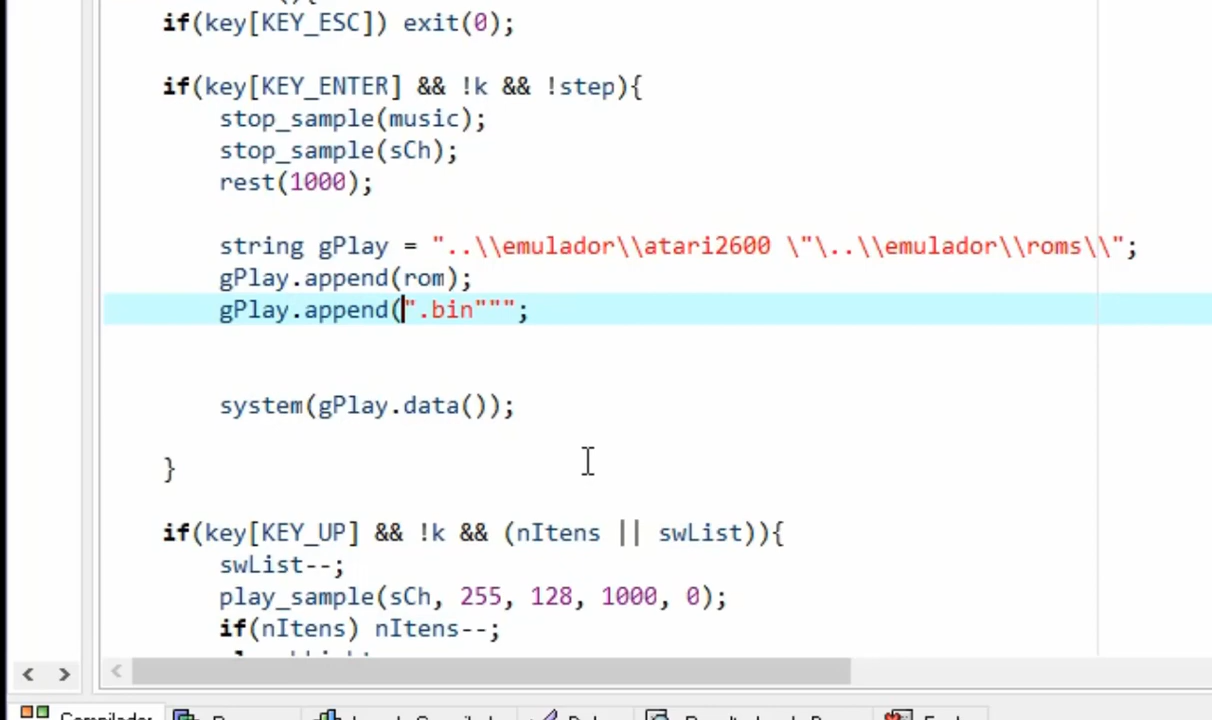 if(key[KEY_ESC]) exit(0);
if(key[KEY_ENTER] && !k && !step){
stop_sample(music);
stop_sample(sCh);
rest(1000);
string gPlay = "..\\emulador\\atari2600 \"\..\\emulador\\roms\\";
gPlay.append(rom);
gPlay.append(".bin""";
system(gPlay.data());
}
if(key[KEY_UP] && !k && (nItens || swList)){
swList--;
play_sample(sCh, 255, 128, 1000, 0);
if(nItens) nItens--;
Compilador